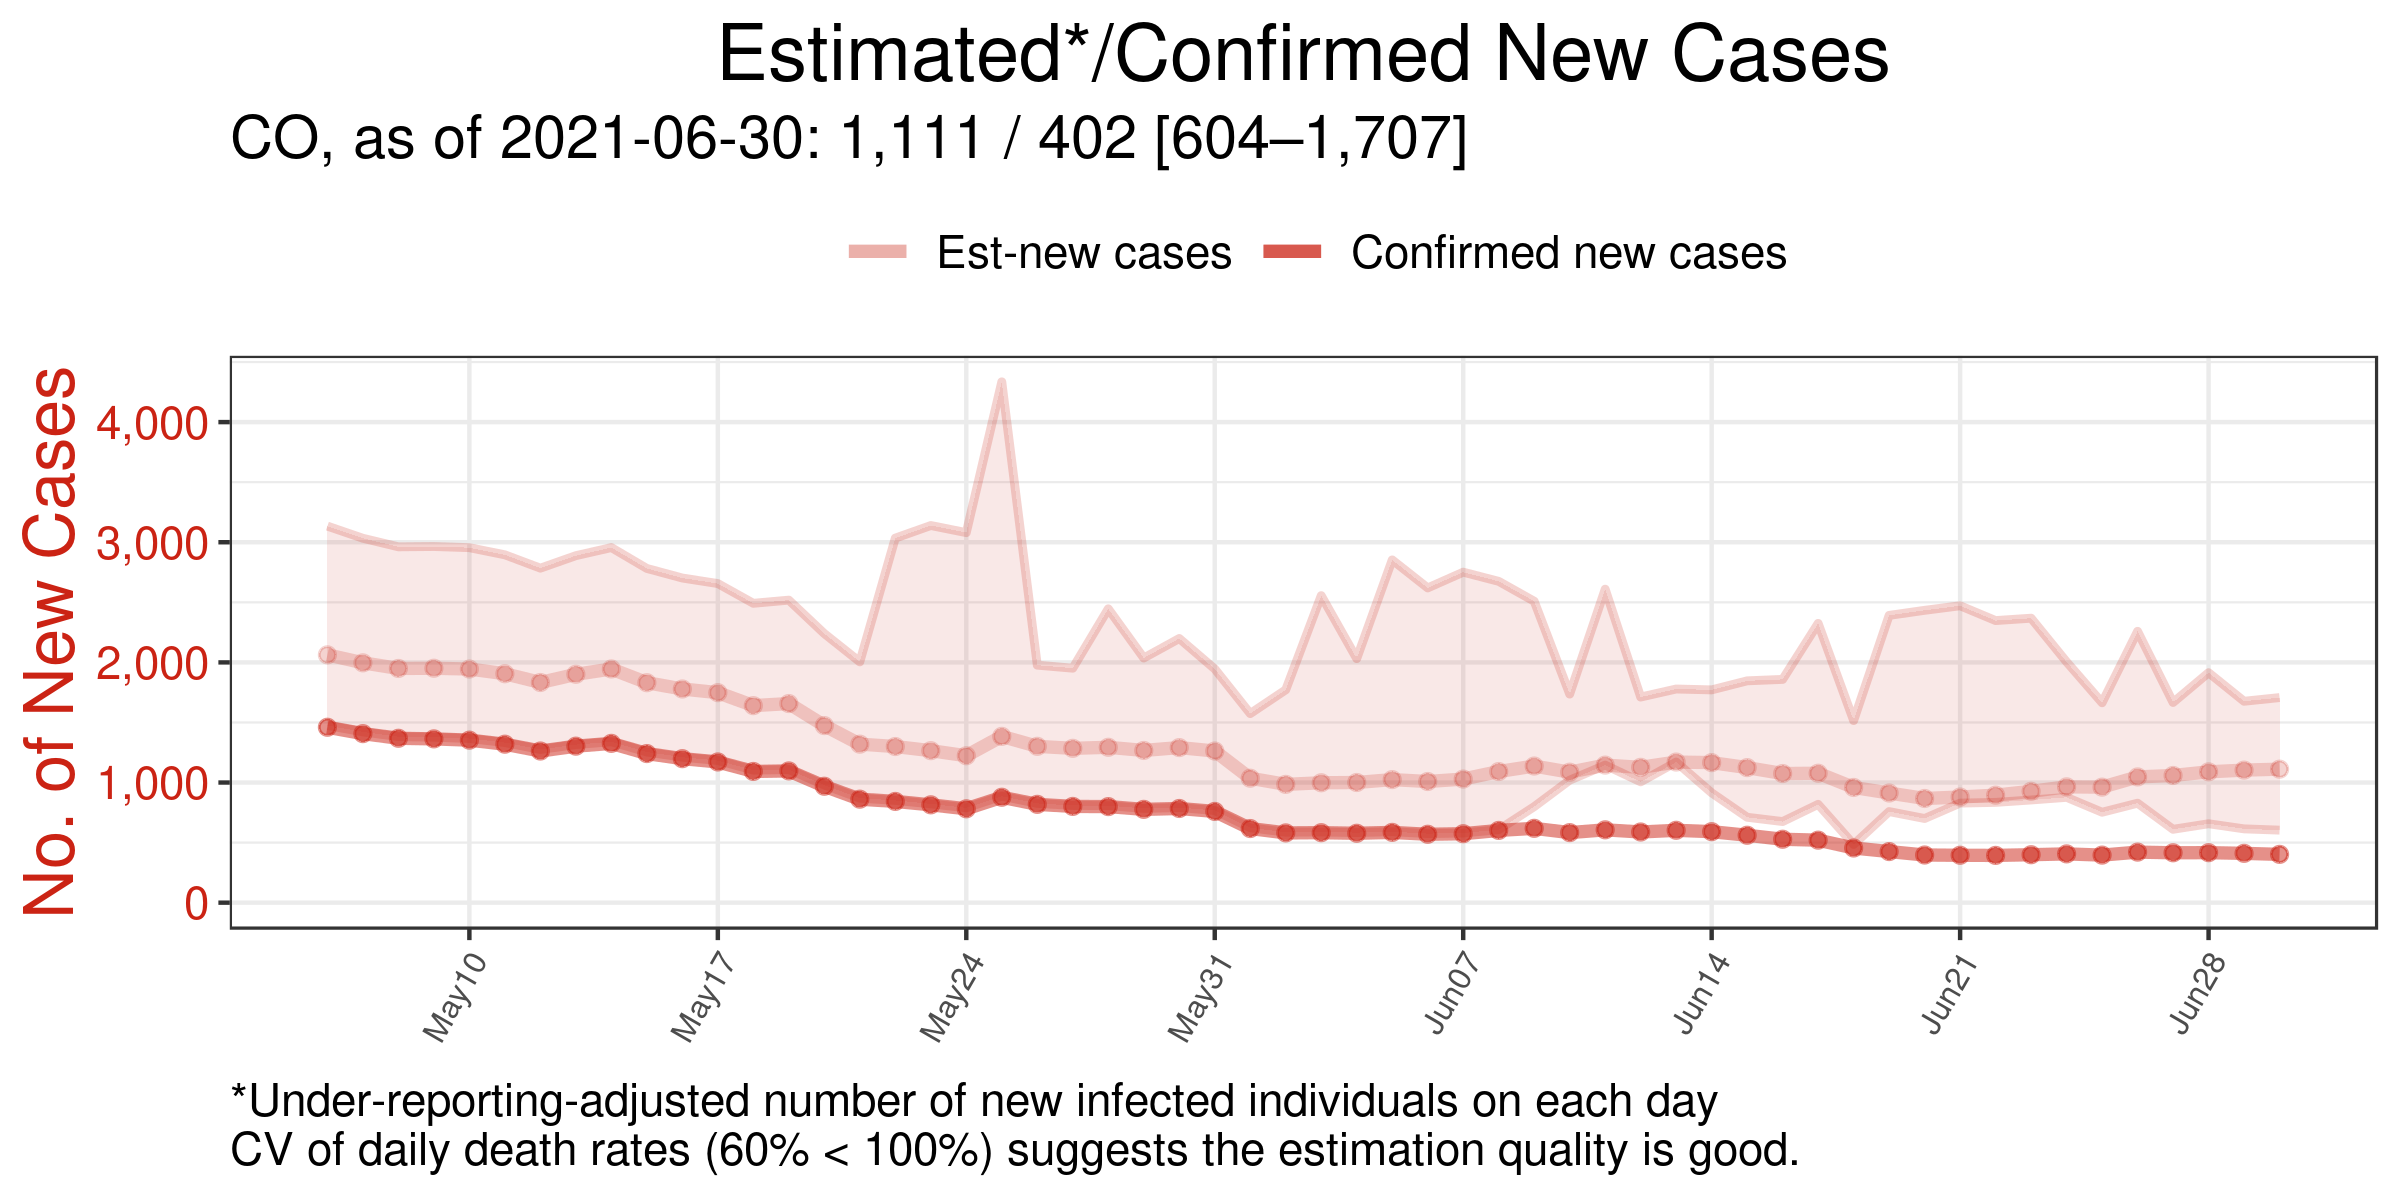 Estimated*/Confirmed New Cases
CO, as of 2021-06-30: 1,111 / 402 [604–1,707]
Est-new cases Confirmed new cases
No. of New Cases
4,000
3,000
2,000
1,000
0
May10 May17 May24 May31 Jun07 Jun14 Jun21 Jun28
*Under-reporting-adjusted number of new infected individuals on each day
CV of daily death rates (60% < 100%) suggests the estimation quality is good.